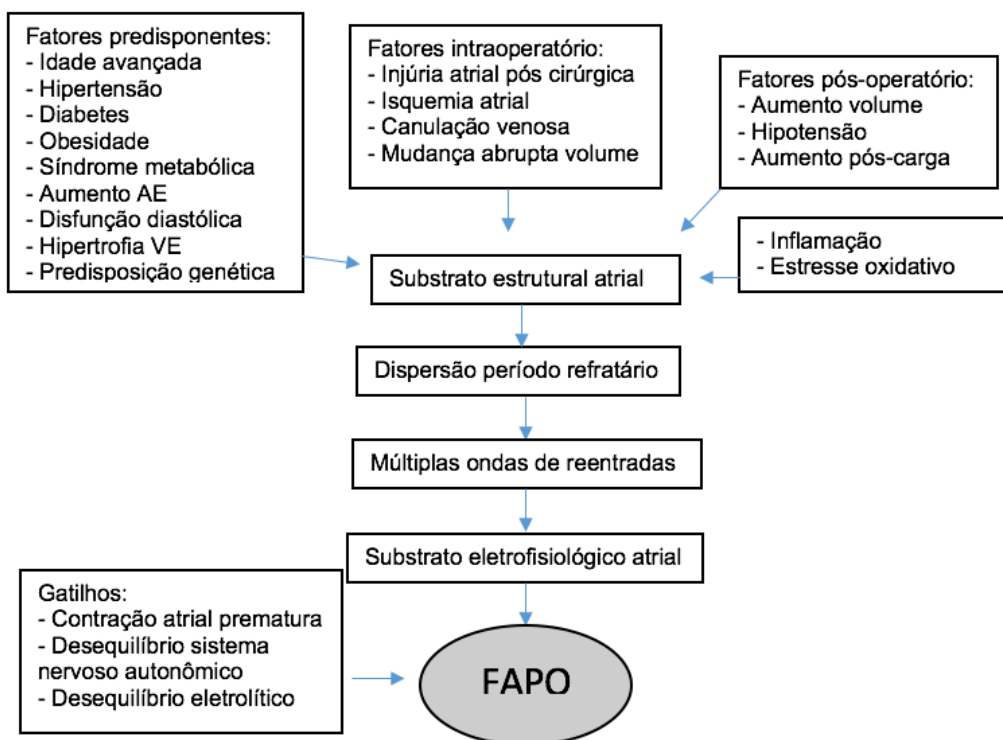 Fatores predisponentes:
- Idade avançada
- Hipertensão
- Diabetes
- Obesidade
- Síndrome metabólica
- Aumento AE
- Disfunção diastólica
- Hipertrofia VE
- Predisposição genética
Fatores intraoperatório:
- Injúria atrial pós cirúrgica
- Isquemia atrial
- Canulação venosa
- Mudança abrupta volume
Fatores pós-operatório:
- Aumento volume
- Hipotensão
- Aumento pós-carga
- Inflamação
- Estresse oxidativo
Substrato estrutural atrial
Dispersão período refratário
Múltiplas ondas de reentradas
Substrato eletrofisiológico atrial
Gatilhos:
- Contração atrial prematura
- Desequilíbrio sistema
nervoso autonômico
- Desequilíbrio eletrolítico
FAPO